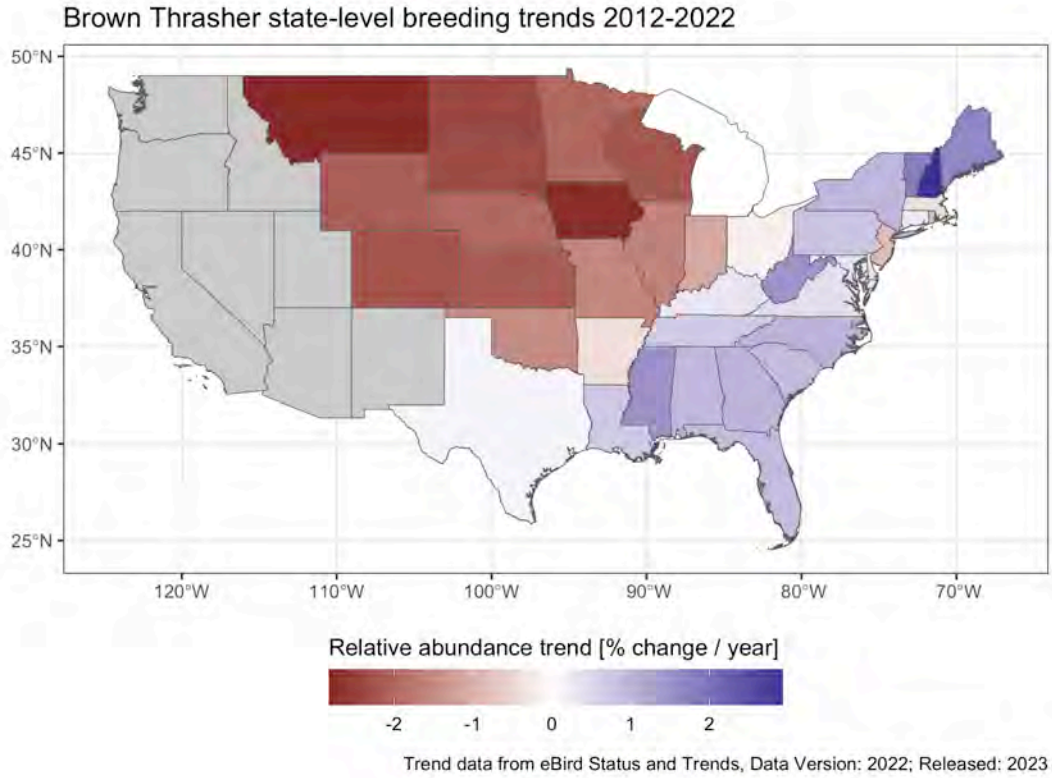 Brown Thrasher state-level breeding trends 2012-2022
50°N
45°N
40°N
35°N
30°N
25°N
120°W 110°W 100°W 90°W 80°W 70°W
Relative abundance trend [% change / year]
-2 -1 0 1 2
Trend data from eBird Status and Trends, Data Version: 2022; Released: 2023